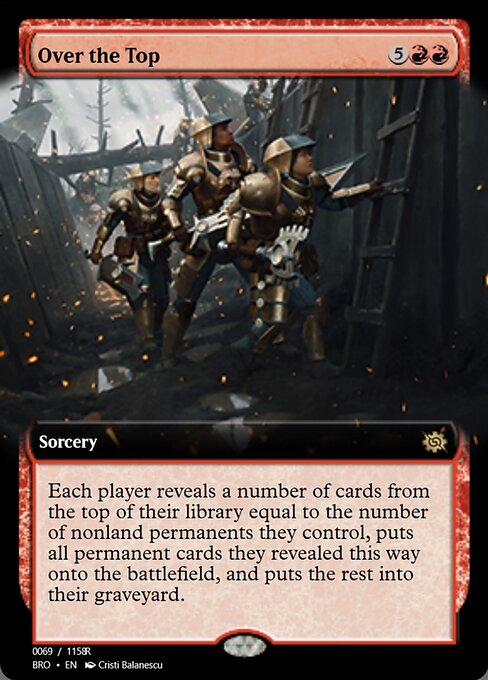 Over the Top 5
Sorcery
Each player reveals a number of cards from
the top of their library equal to the number
of nonland permanents they control, puts
all permanent cards they revealed this way
onto the battlefield, and puts the rest into
their graveyard.
0069 / 1158R
BRO • EN Cristi Balanescu